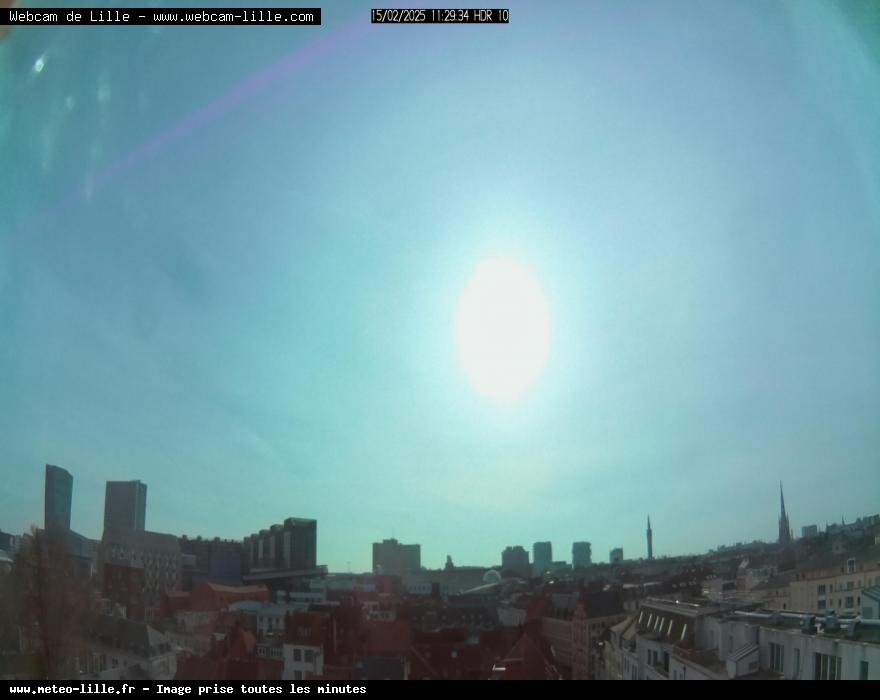 Webcam de Lille - www.webcam-lille.com
15/02/2025 11:29:34 HDR 10
www.meteo-lille.fr - Image prise toutes les minutes